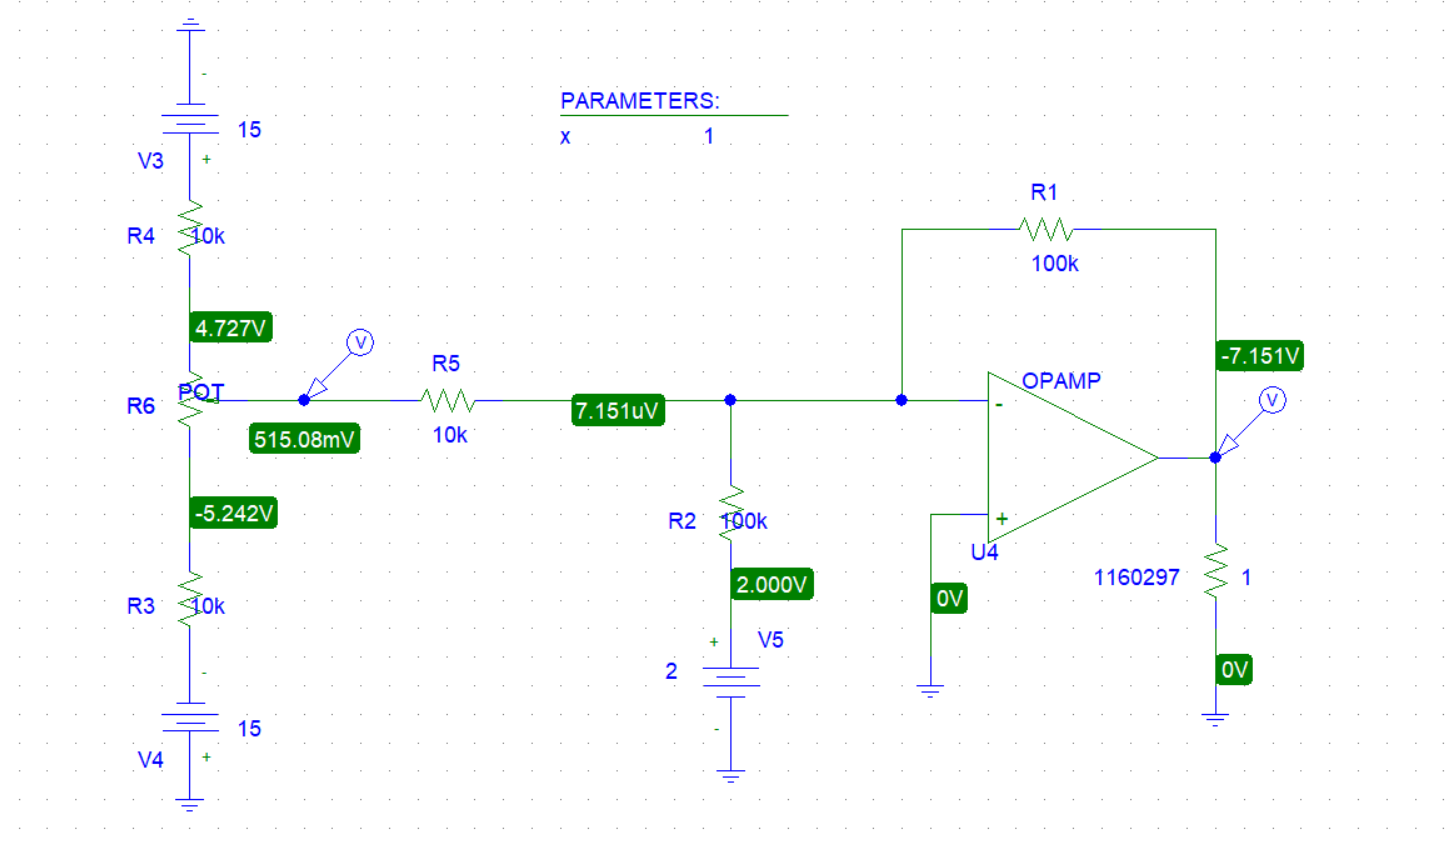 -
15
V3
+
PARAMETERS:
x 1
R4
10k
4.727V
V
R6
POT
515.08mV
R5
10k
7.151uV
-5.242V
R3
10k
-
15
V4
+
R2
100k
2.000V
+
V5
2
-
R1
100k
OPAMP
-
+
U4
0V
-7.151V
V
1160297
1
0V